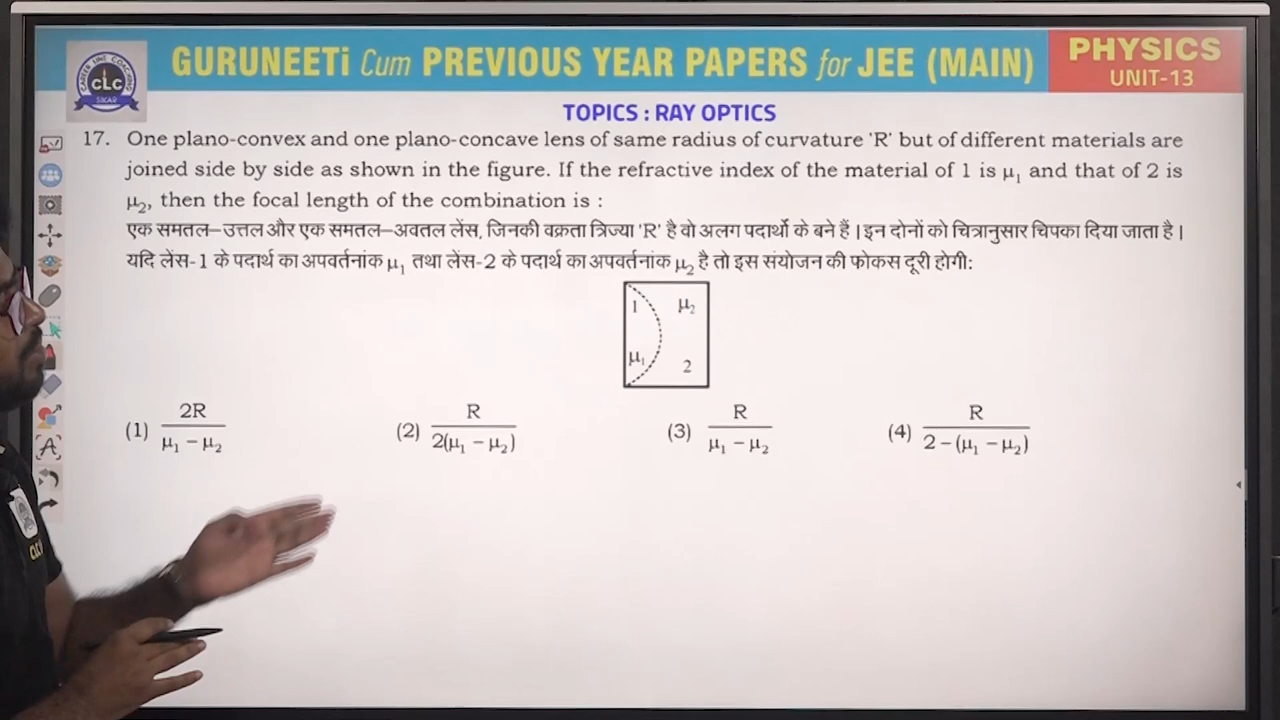 GURUNEETi Cum PREVIOUS YEAR PAPERS for JEE (MAIN)
PHYSICS
UNIT-13
CAREER LINE COACHING
CLC
SIKAR
TOPICS : RAY OPTICS
17. One plano-convex and one plano-concave lens of same radius of curvature 'R' but of different materials are
joined side by side as shown in the figure. If the refractive index of the material of 1 is μ₁ and that of 2 is
μ₂, then the focal length of the combination is :
एक समतल–उत्तल और एक समतल–अवतल लेंस, जिनकी वक्रता त्रिज्या 'R' है वो अलग पदार्थो के बने हैं। इन दोनों को चित्रानुसार चिपका दिया जाता है।
यदि लेंस-1 के पदार्थ का अपवर्तनांक μ₁ तथा लेंस-2 के पदार्थ का अपवर्तनांक μ₂ है तो इस संयोजन की फोकस दूरी होगी:
1 μ₂
μ₁ 2
(1) 2R / μ₁ – μ₂ (2) R / 2(μ₁ – μ₂) (3) R / μ₁ – μ₂ (4) R / 2 – (μ₁ – μ₂)
A